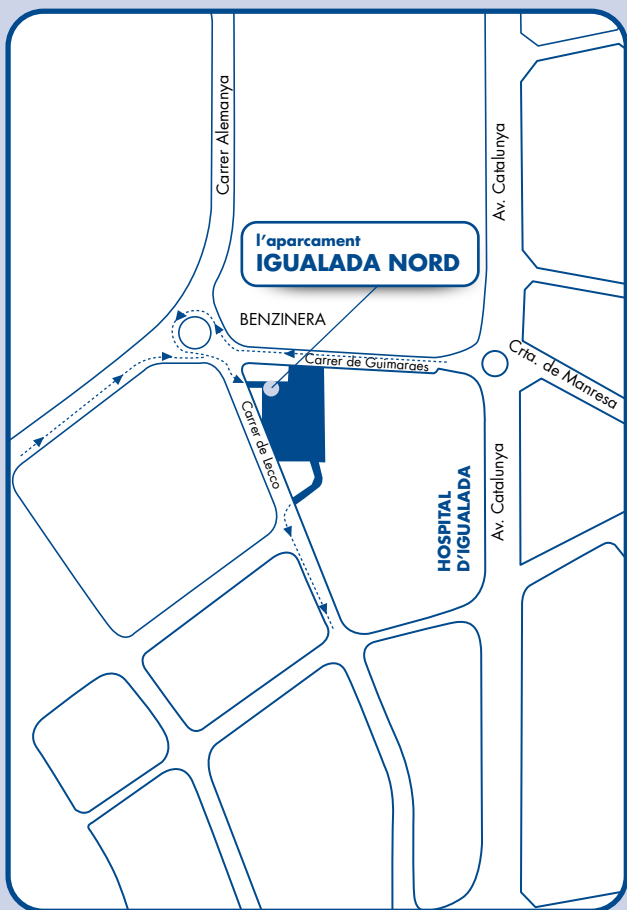 Carrer Alemanya
Av. Catalunya
l'aparcament
IGUALADA NORD
BENZINERA
Carrer de Guimaraes
Crta. de Manresa
Carrer de Lecco
HOSPITAL
D'IGUALADA
Av. Catalunya